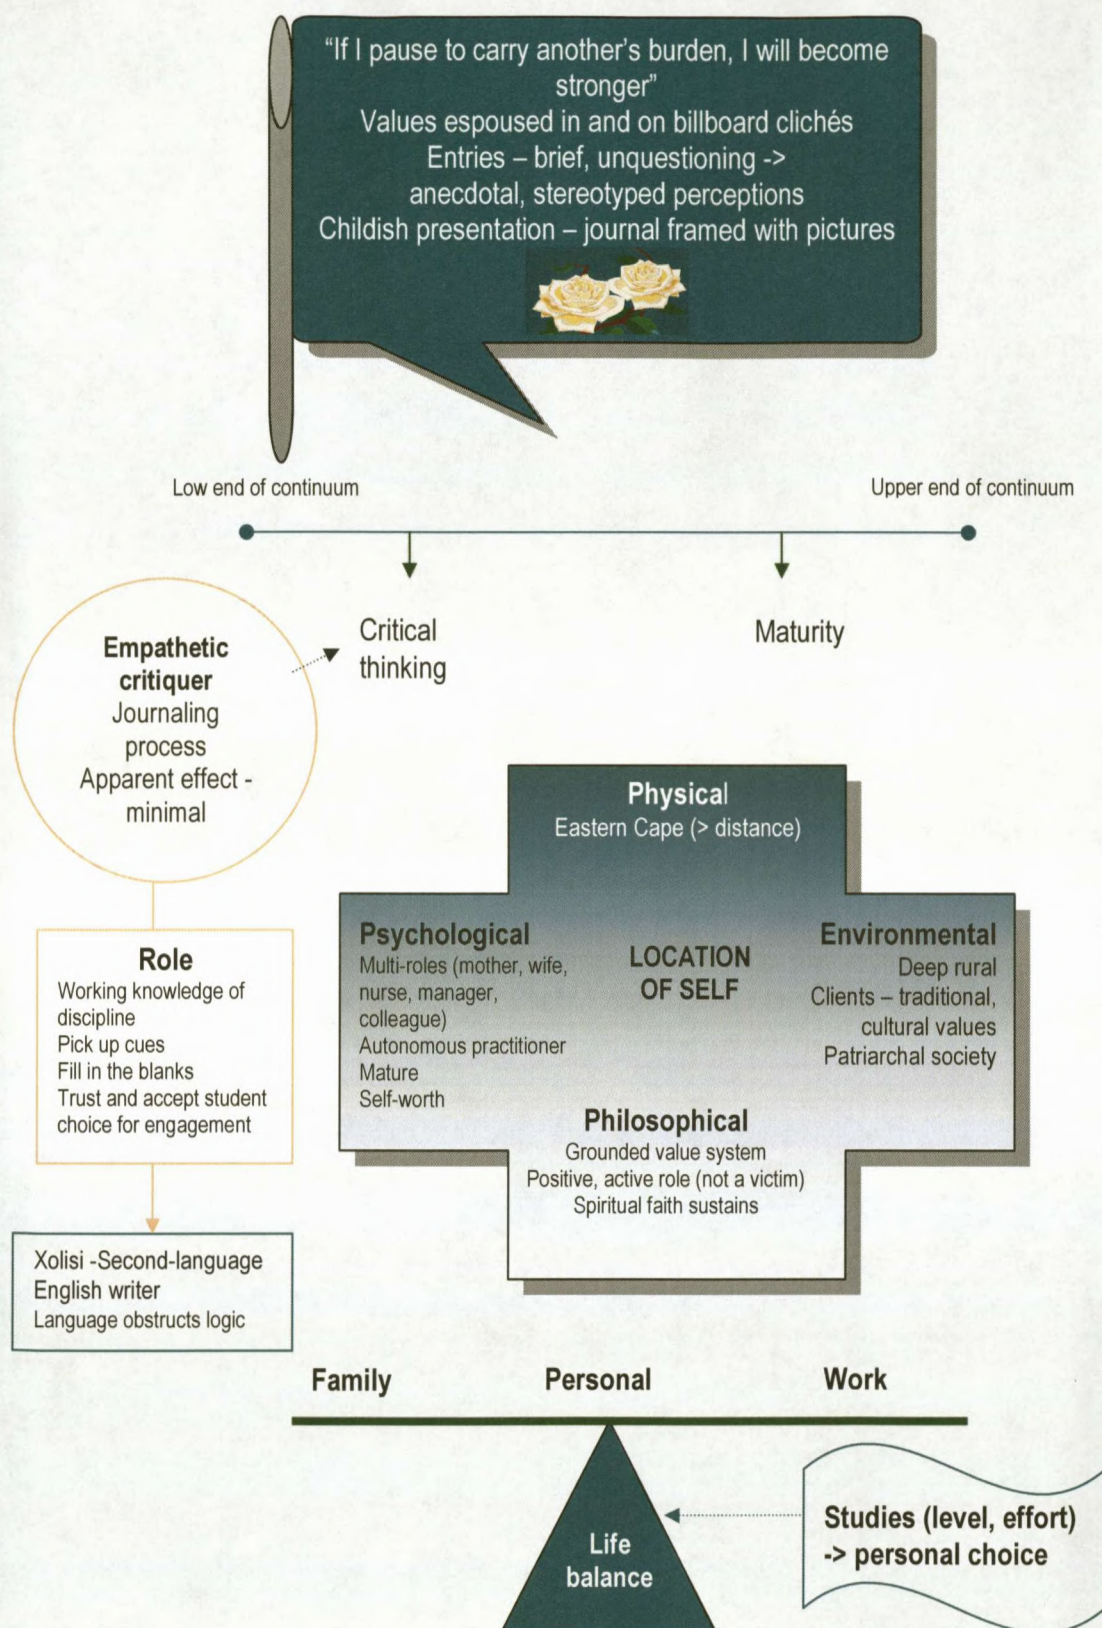 “If I pause to carry another’s burden, I will become
stronger”
Values espoused in and on billboard clichés
Entries – brief, unquestioning ->
anecdotal, stereotyped perceptions
Childish presentation – journal framed with pictures
Low end of continuum
Upper end of continuum
Empathetic
critiquer
Journaling
process
Apparent effect -
minimal
Critical
thinking
Maturity
Physical
Eastern Cape (> distance)
Role
Working knowledge of
discipline
Pick up cues
Fill in the blanks
Trust and accept student
choice for engagement
Psychological
Multi-roles (mother, wife,
nurse, manager,
colleague)
Autonomous practitioner
Mature
Self-worth
LOCATION
OF SELF
Environmental
Deep rural
Clients – traditional,
cultural values
Patriarchal society
Philosophical
Grounded value system
Positive, active role (not a victim)
Spiritual faith sustains
Xolisi -Second-language
English writer
Language obstructs logic
Family
Personal
Work
Life
balance
Studies (level, effort)
-> personal choice